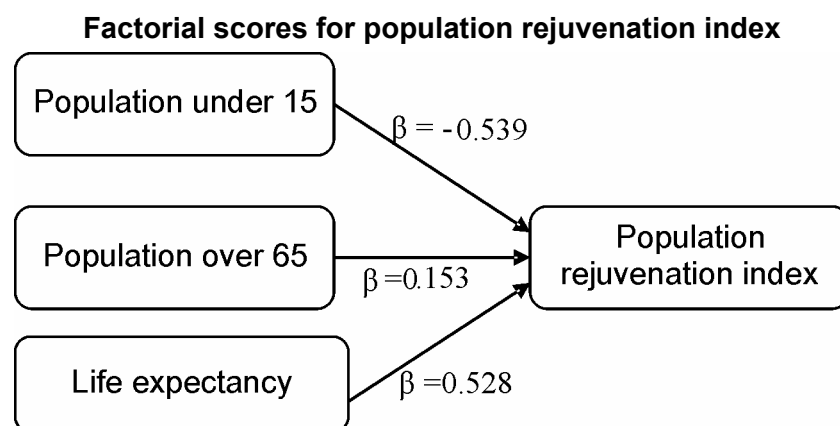 Factorial scores for population rejuvenation index
Population under 15
β = -0.539
Population over 65
β =0.153
Population
rejuvenation index
Life expectancy
β =0.528